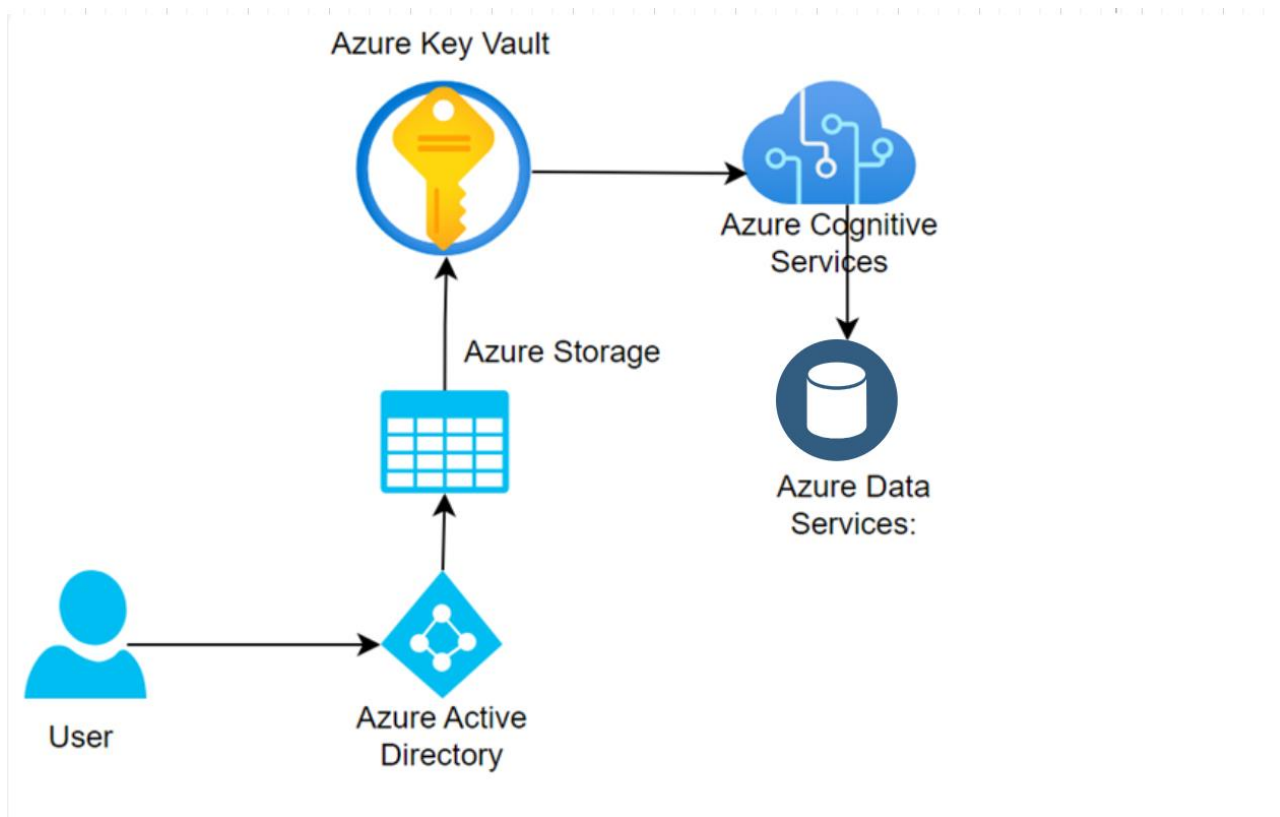 Azure Key Vault
Azure Cognitive
Services
Azure Storage
Azure Data
Services:
User
Azure Active
Directory